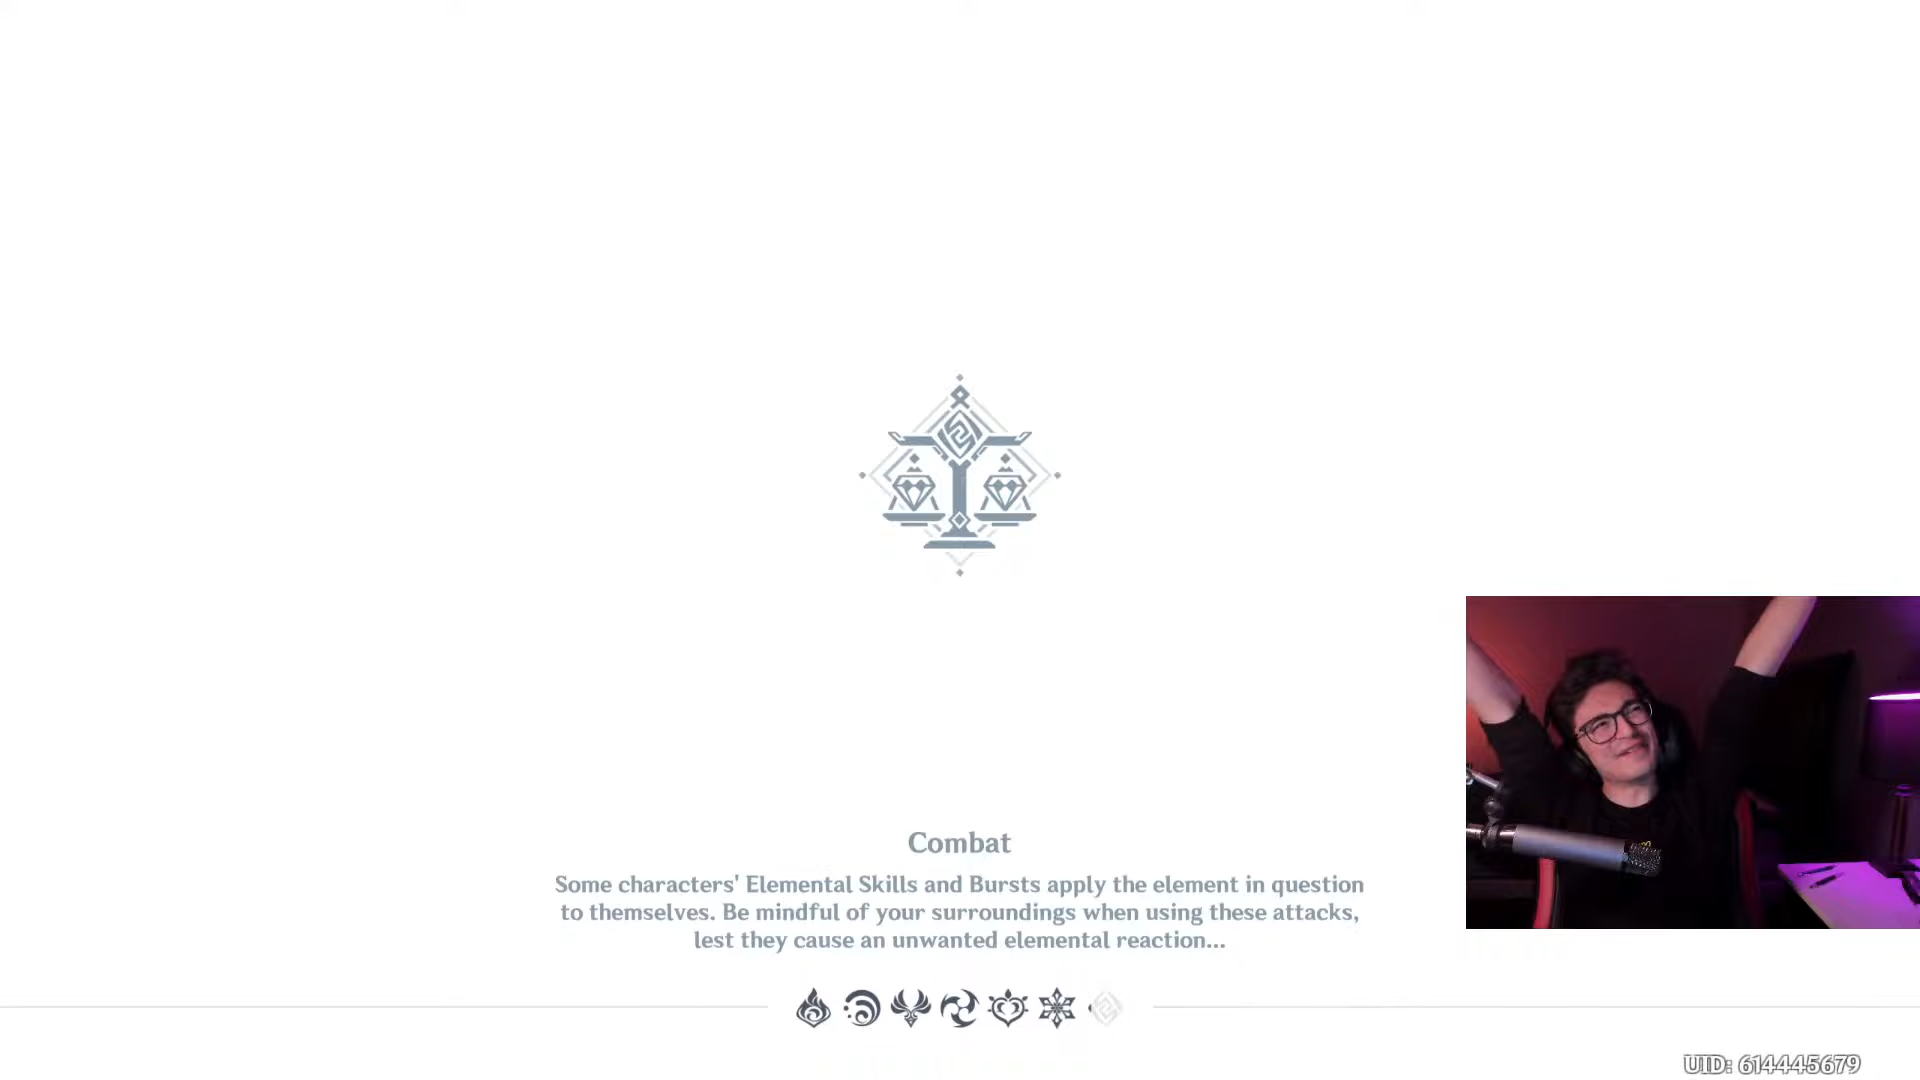 Combat
Some characters' Elemental Skills and Bursts apply the element in question
to themselves. Be mindful of your surroundings when using these attacks,
lest they cause an unwanted elemental reaction...
UID: 614445679